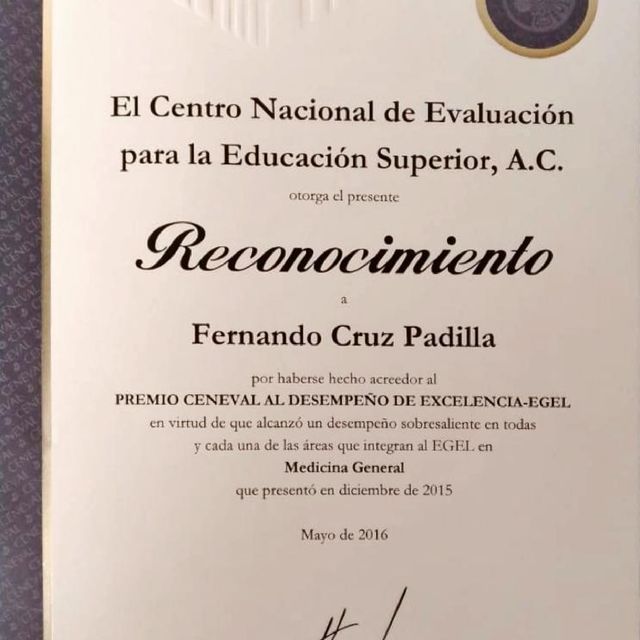 El Centro Nacional de Evaluación
para la Educación Superior, A.C.
otorga el presente
Reconocimiento
a
Fernando Cruz Padilla
por haberse hecho acreedor al
PREMIO CENEVAL AL DESEMPEÑO DE EXCELENCIA-EGEL
en virtud de que alcanzó un desempeño sobresaliente en todas
y cada una de las áreas que integran al EGEL en
Medicina General
que presentó en diciembre de 2015
Mayo de 2016